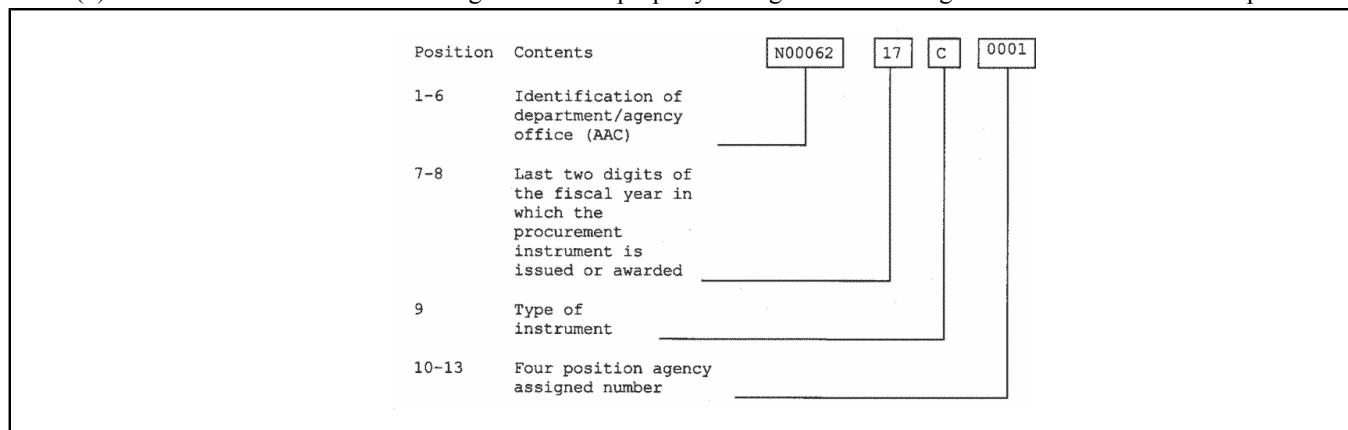 Position Contents N00062 17 C 0001
1-6 Identification of
department/agency
office (AAC)
7-8 Last two digits of
the fiscal year in
which the
procurement
instrument is
issued or awarded
9 Type of
instrument
10-13 Four position agency
assigned number